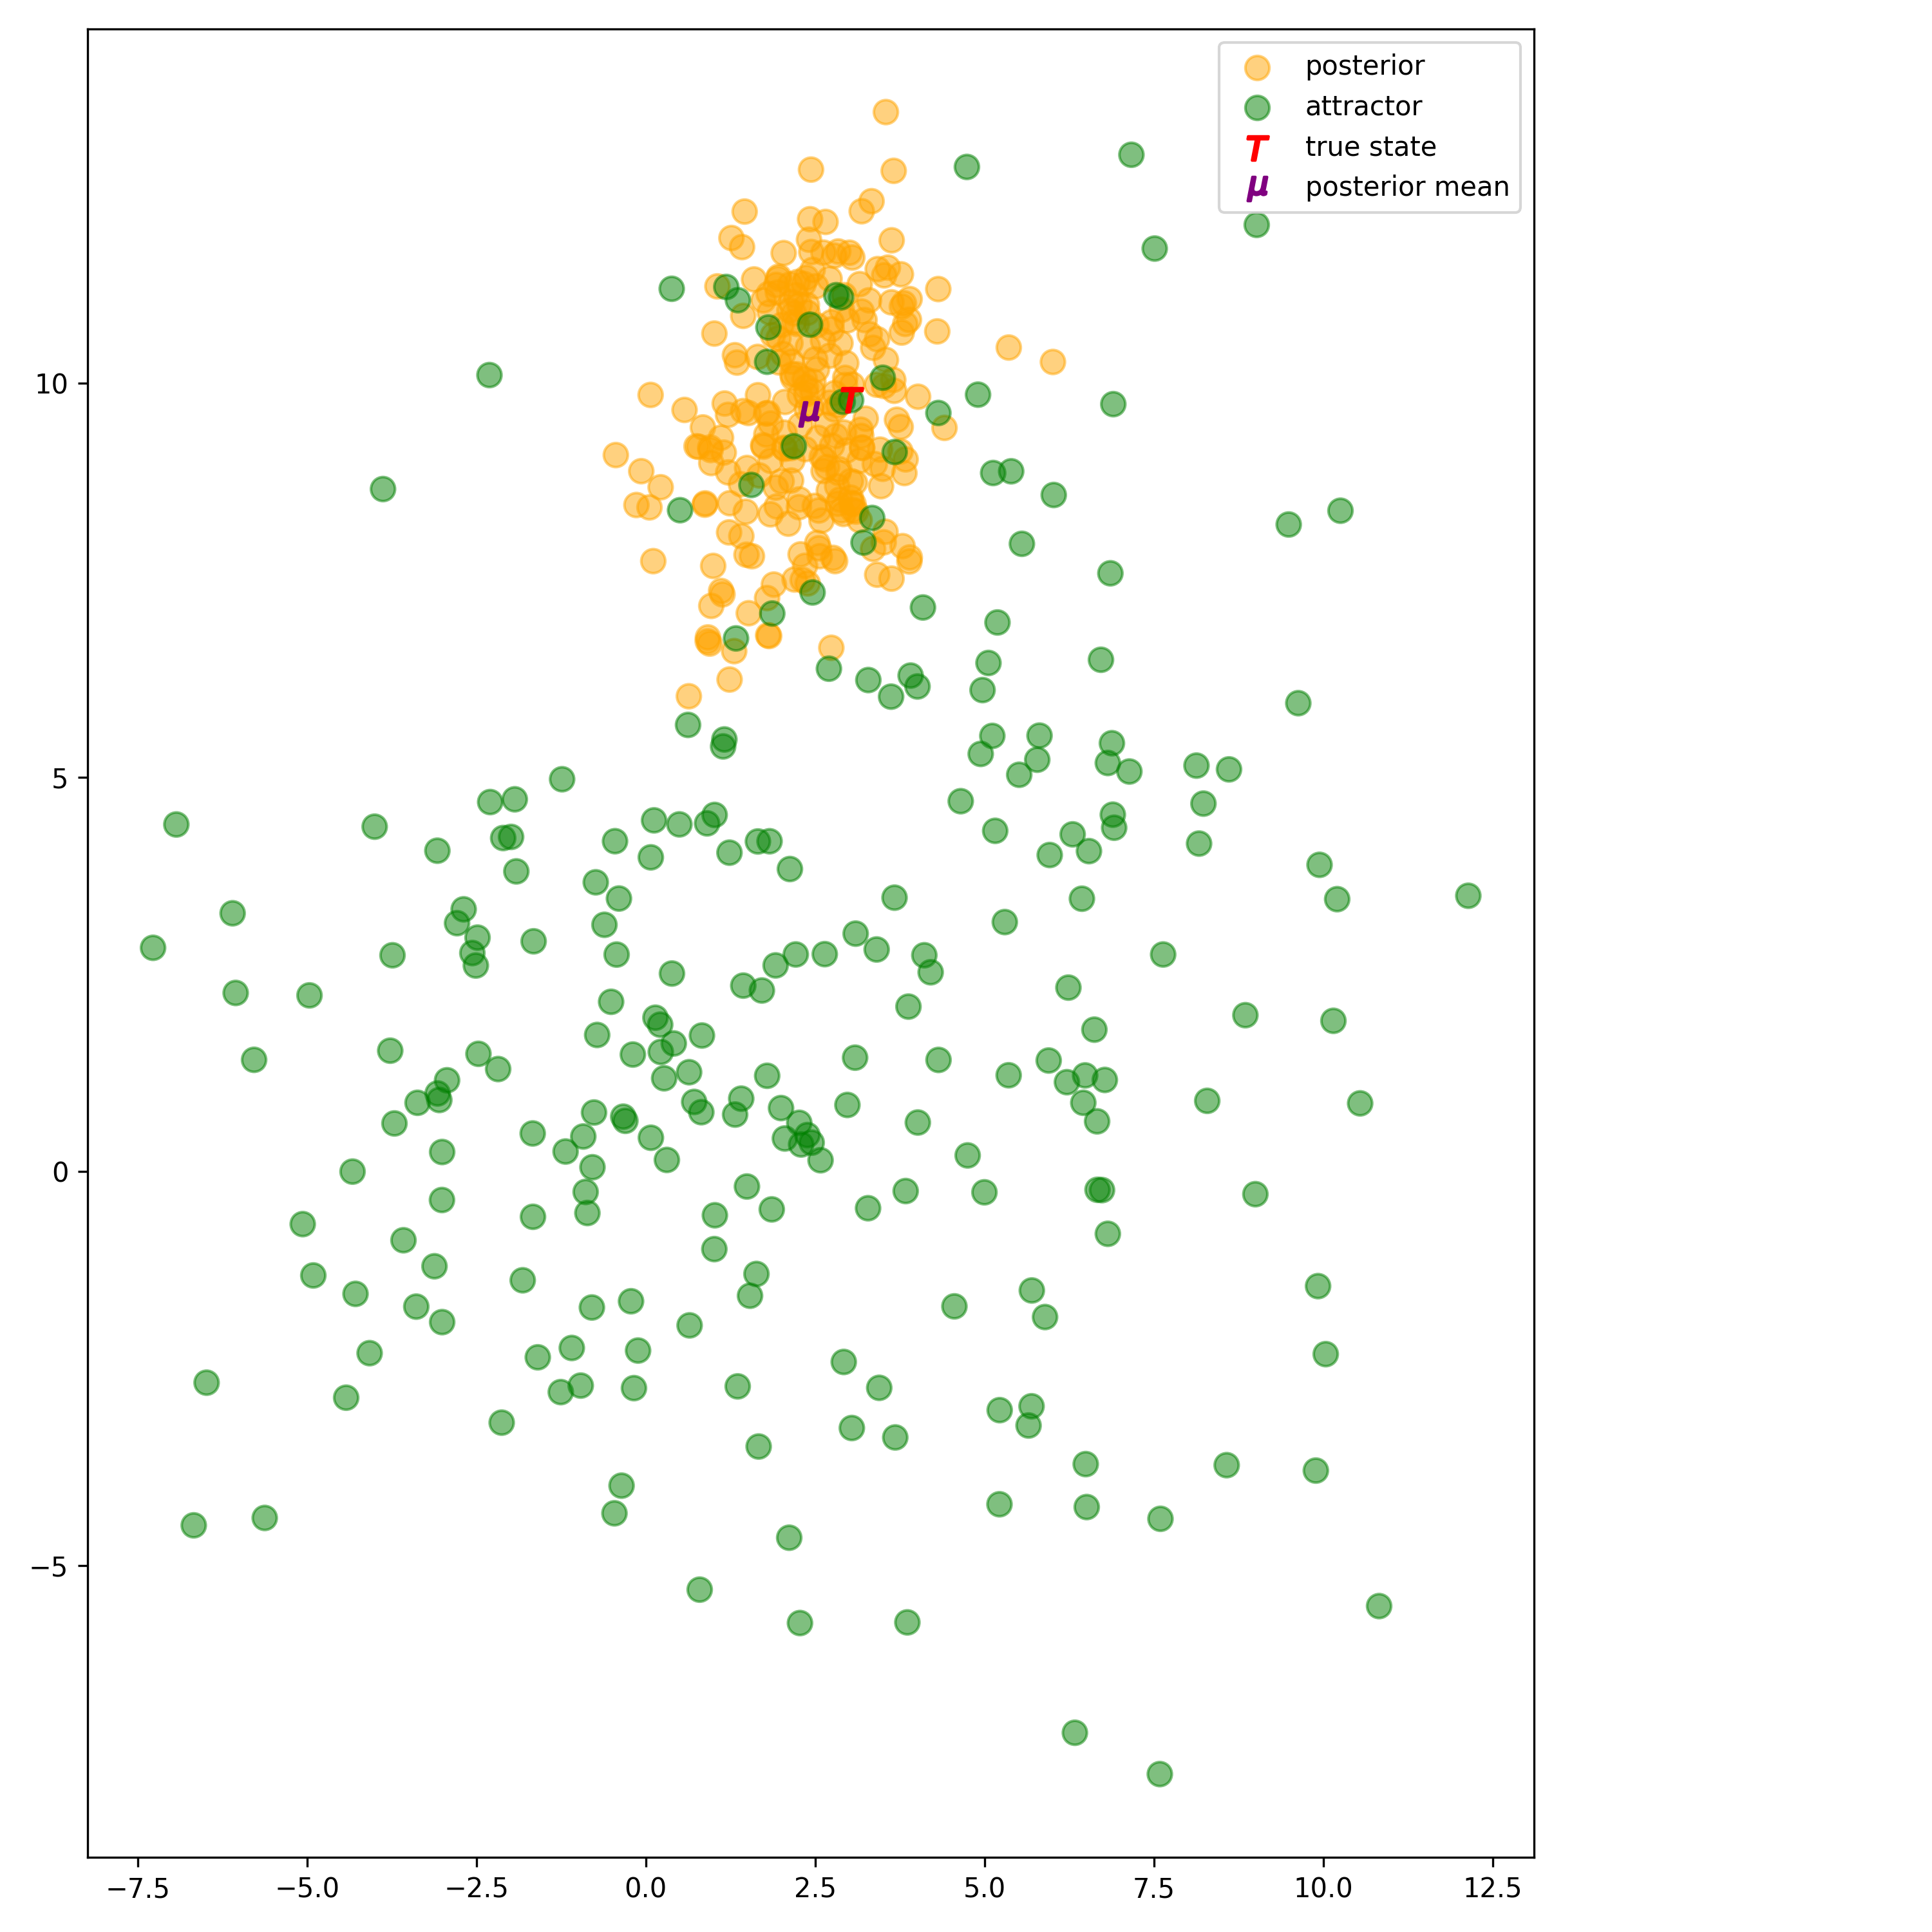 posterior
attractor
T true state
μ posterior mean
10
T
μ
5
0
−5
−7.5 −5.0 −2.5 0.0 2.5 5.0 7.5 10.0 12.5